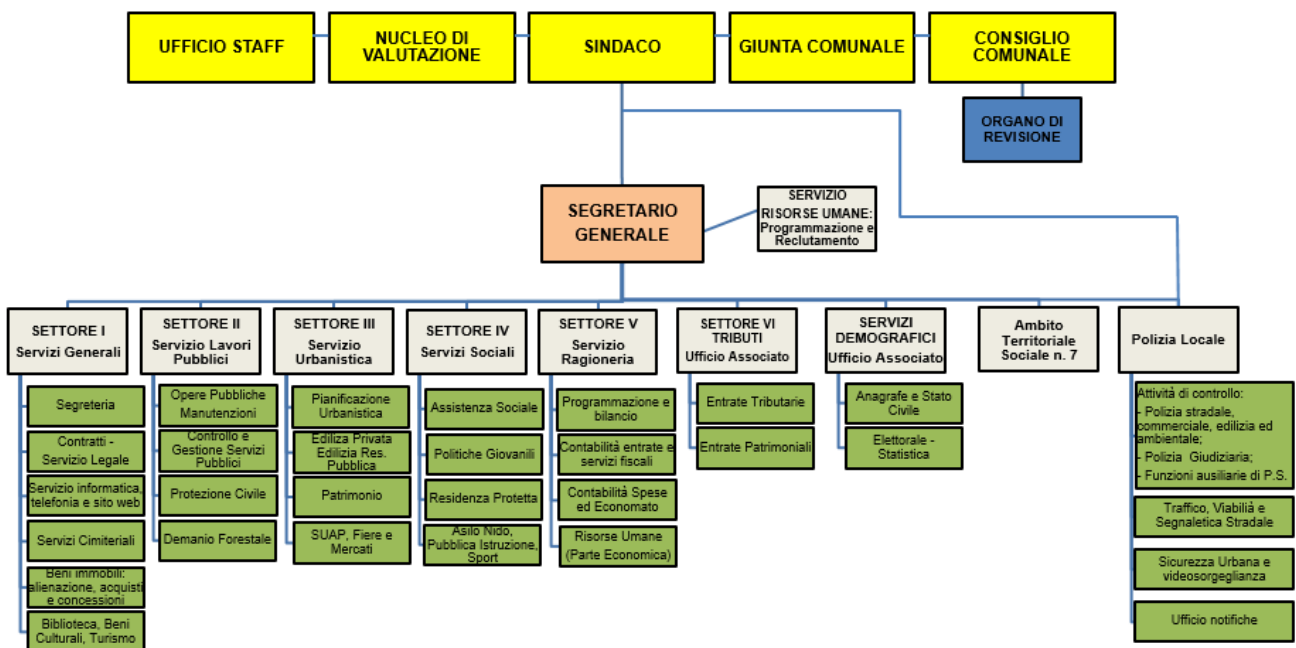 UFFICIO STAFF
NUCLEO DI
VALUTAZIONE
SINDACO
GIUNTA COMUNALE
CONSIGLIO
COMUNALE
ORGANO DI
REVISIONE
SEGRETARIO
GENERALE
SERVIZIO
RISORSE UMANE:
Programmazione e
Reclutamento
SETTORE I
Servizi Generali
Segreteria
Contratti -
Servizio Legale
Servizio informatica,
telefonia e sito web
Servizi Cimiteriali
Beni immobili:
alienazione, acquisti
e concessioni
Biblioteca, Beni
Culturali, Turismo
SETTORE II
Servizio Lavori
Pubblici
Opere Pubbliche
Manutenzioni
Controllo e
Gestione Servizi
Pubblici
Protezione Civile
Demanio Forestale
SETTORE III
Servizio
Urbanistica
Pianificazione
Urbanistica
Ediliza Privata
Edilizia Res.
Pubblica
Patrimonio
SUAP, Fiere e
Mercati
SETTORE IV
Servizi Sociali
Assistenza Sociale
Politiche Giovanili
Residenza Protetta
Asilo Nido,
Pubblica Istruzione,
Sport
SETTORE V
Servizio
Ragioneria
Programmazione e
bilancio
Contabilità entrate e
servizi fiscali
Contabilità Spese
ed Economato
Risorse Umane
(Parte Economica)
SETTORE VI
TRIBUTI
Ufficio Associato
Entrate Tributarie
Entrate Patrimoniali
SERVIZI
DEMOGRAFICI
Ufficio Associato
Anagrafe e Stato
Civile
Elettorale -
Statistica
Ambito
Territoriale
Sociale n. 7
Polizia Locale
Attività di controllo:
- Polizia stradale,
commerciale, edilizia ed
ambientale;
- Polizia Giudiziaria;
- Funzioni ausiliarie di P.S.
Traffico, Viabilià e
Segnaletica Stradale
Sicurezza Urbana e
videosorgeglianza
Ufficio notifiche